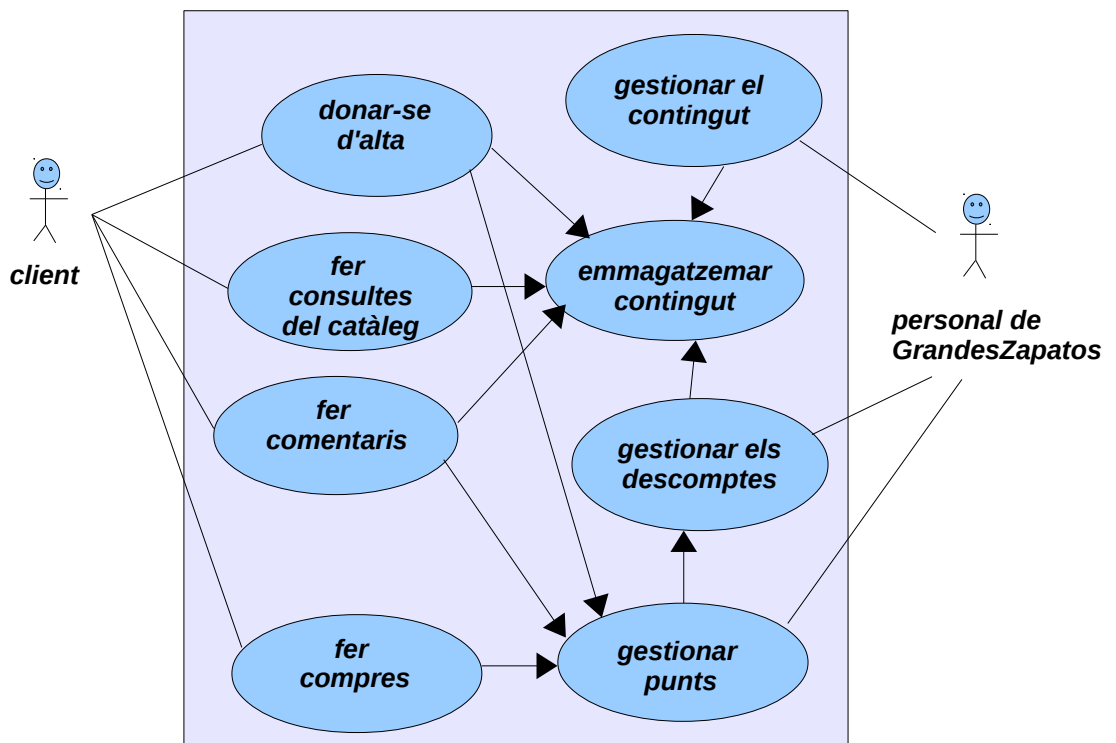 donar-se
d'alta
gestionar el
contingut
client
fer
consultes
del catàleg
emmagatzemar
contingut
personal de
GrandesZapatos
fer
comentaris
gestionar els
descomptes
fer
compres
gestionar
punts